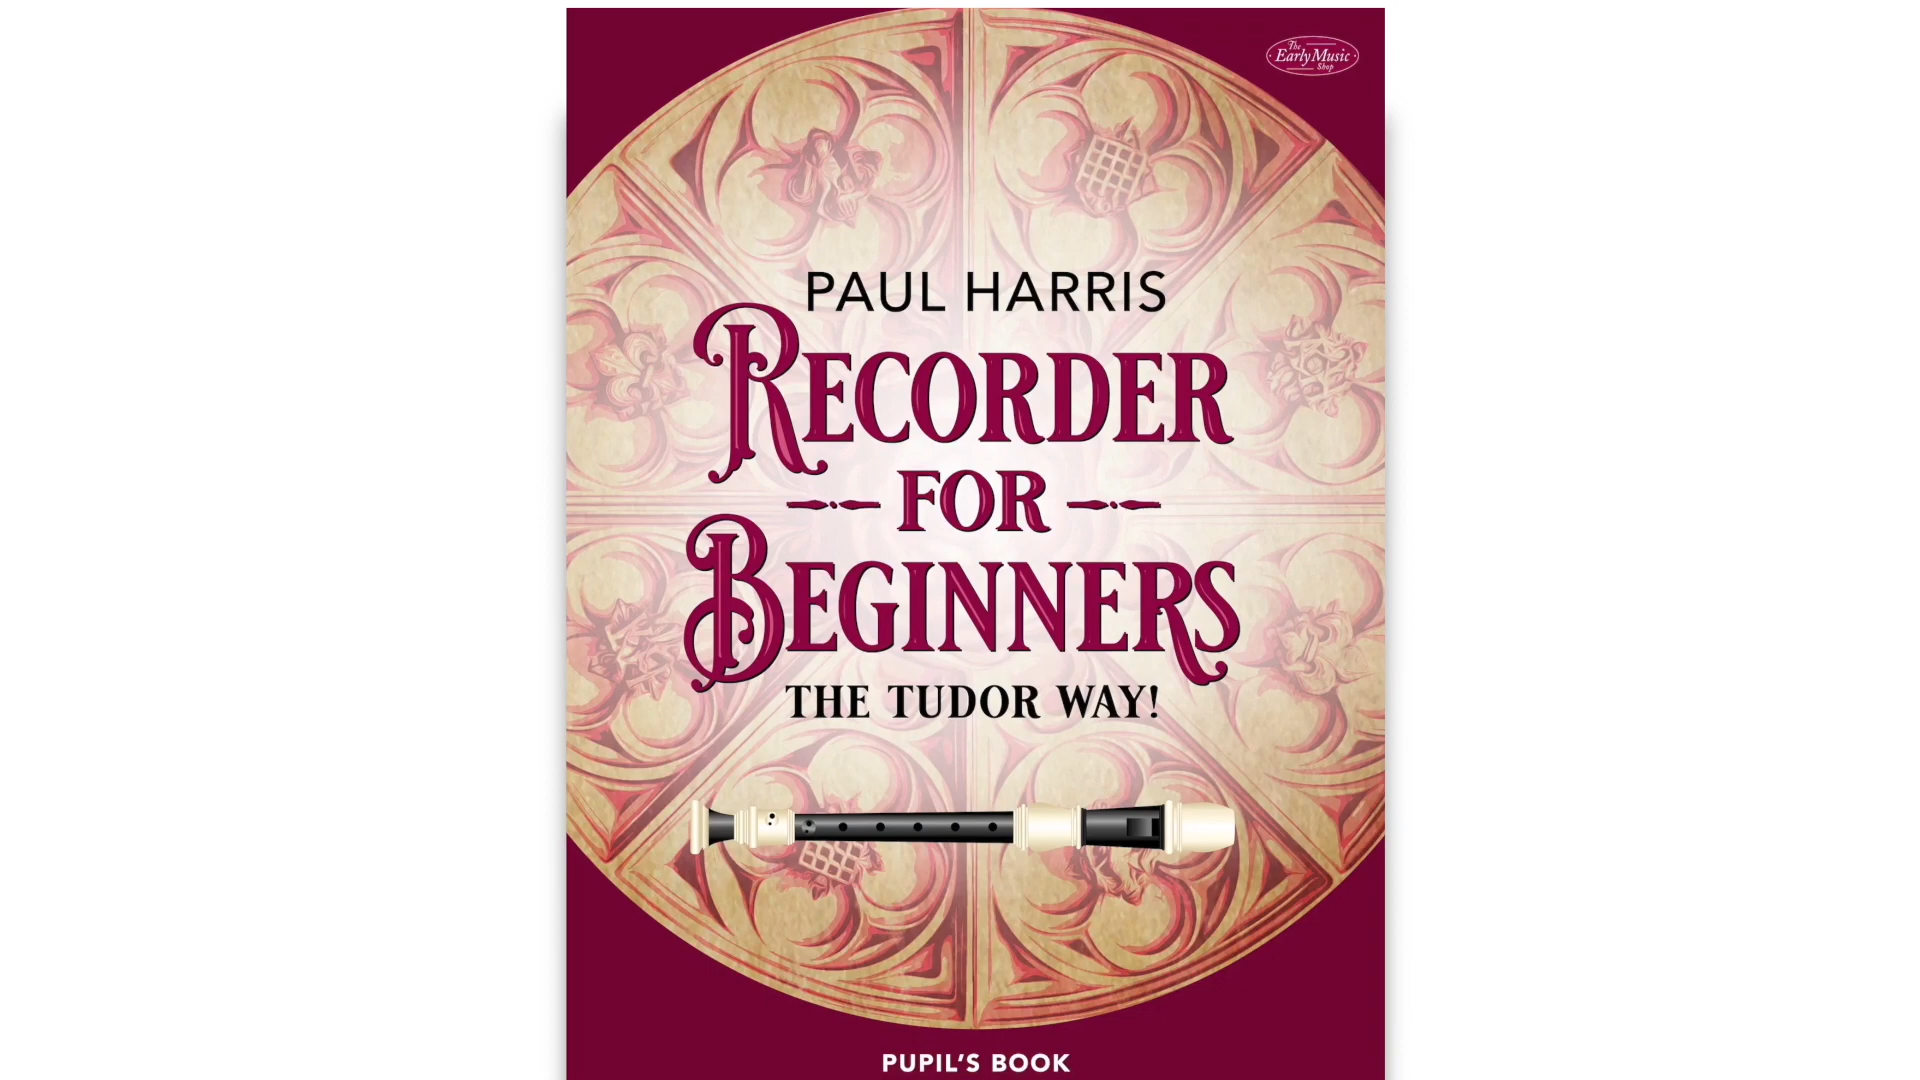 The
Early Music
Shop
PAUL HARRIS
RECORDER
FOR
BEGINNERS
THE TUDOR WAY!
PUPIL'S BOOK